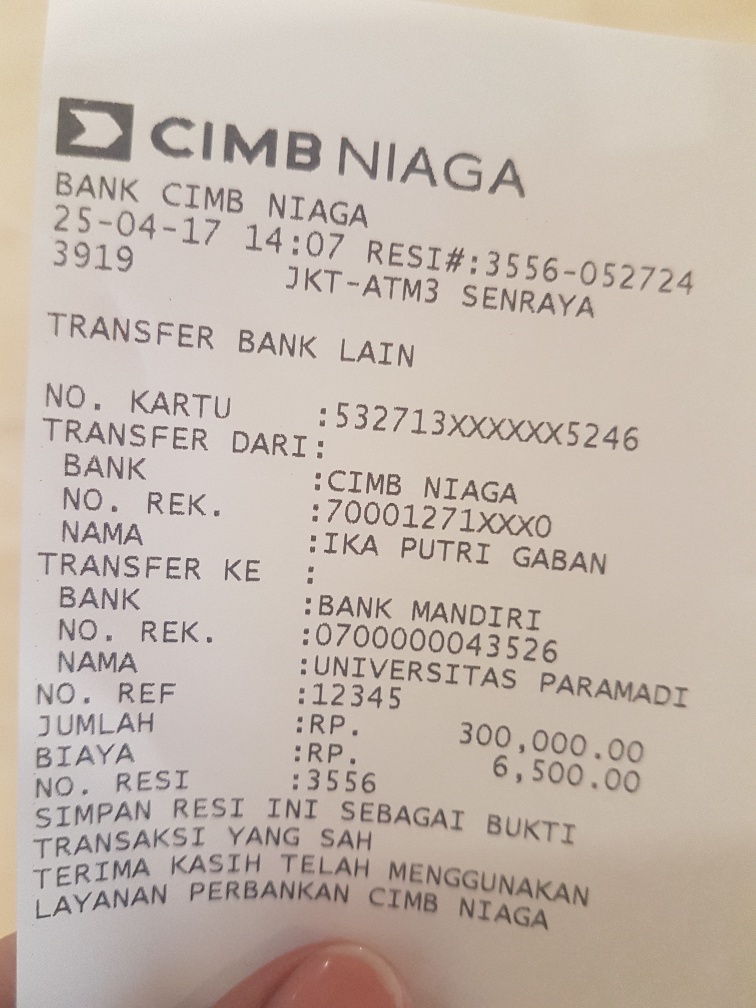 CIMB NIAGA
BANK CIMB NIAGA
25-04-17 14:07 RESI#:3556-052724
3919 JKT-ATM3 SENRAYA
TRANSFER BANK LAIN
NO. KARTU :532713XXXXXX5246
TRANSFER DARI:
BANK :CIMB NIAGA
NO. REK. :70001271XXX0
NAMA :IKA PUTRI GABAN
TRANSFER KE :
BANK :BANK MANDIRI
NO. REK. :0700000043526
NAMA :UNIVERSITAS PARAMADI
NO. REF :12345
JUMLAH :RP. 300,000.00
BIAYA :RP. 6,500.00
NO. RESI :3556
SIMPAN RESI INI SEBAGAI BUKTI
TRANSAKSI YANG SAH
TERIMA KASIH TELAH MENGGUNAKAN
LAYANAN PERBANKAN CIMB NIAGA